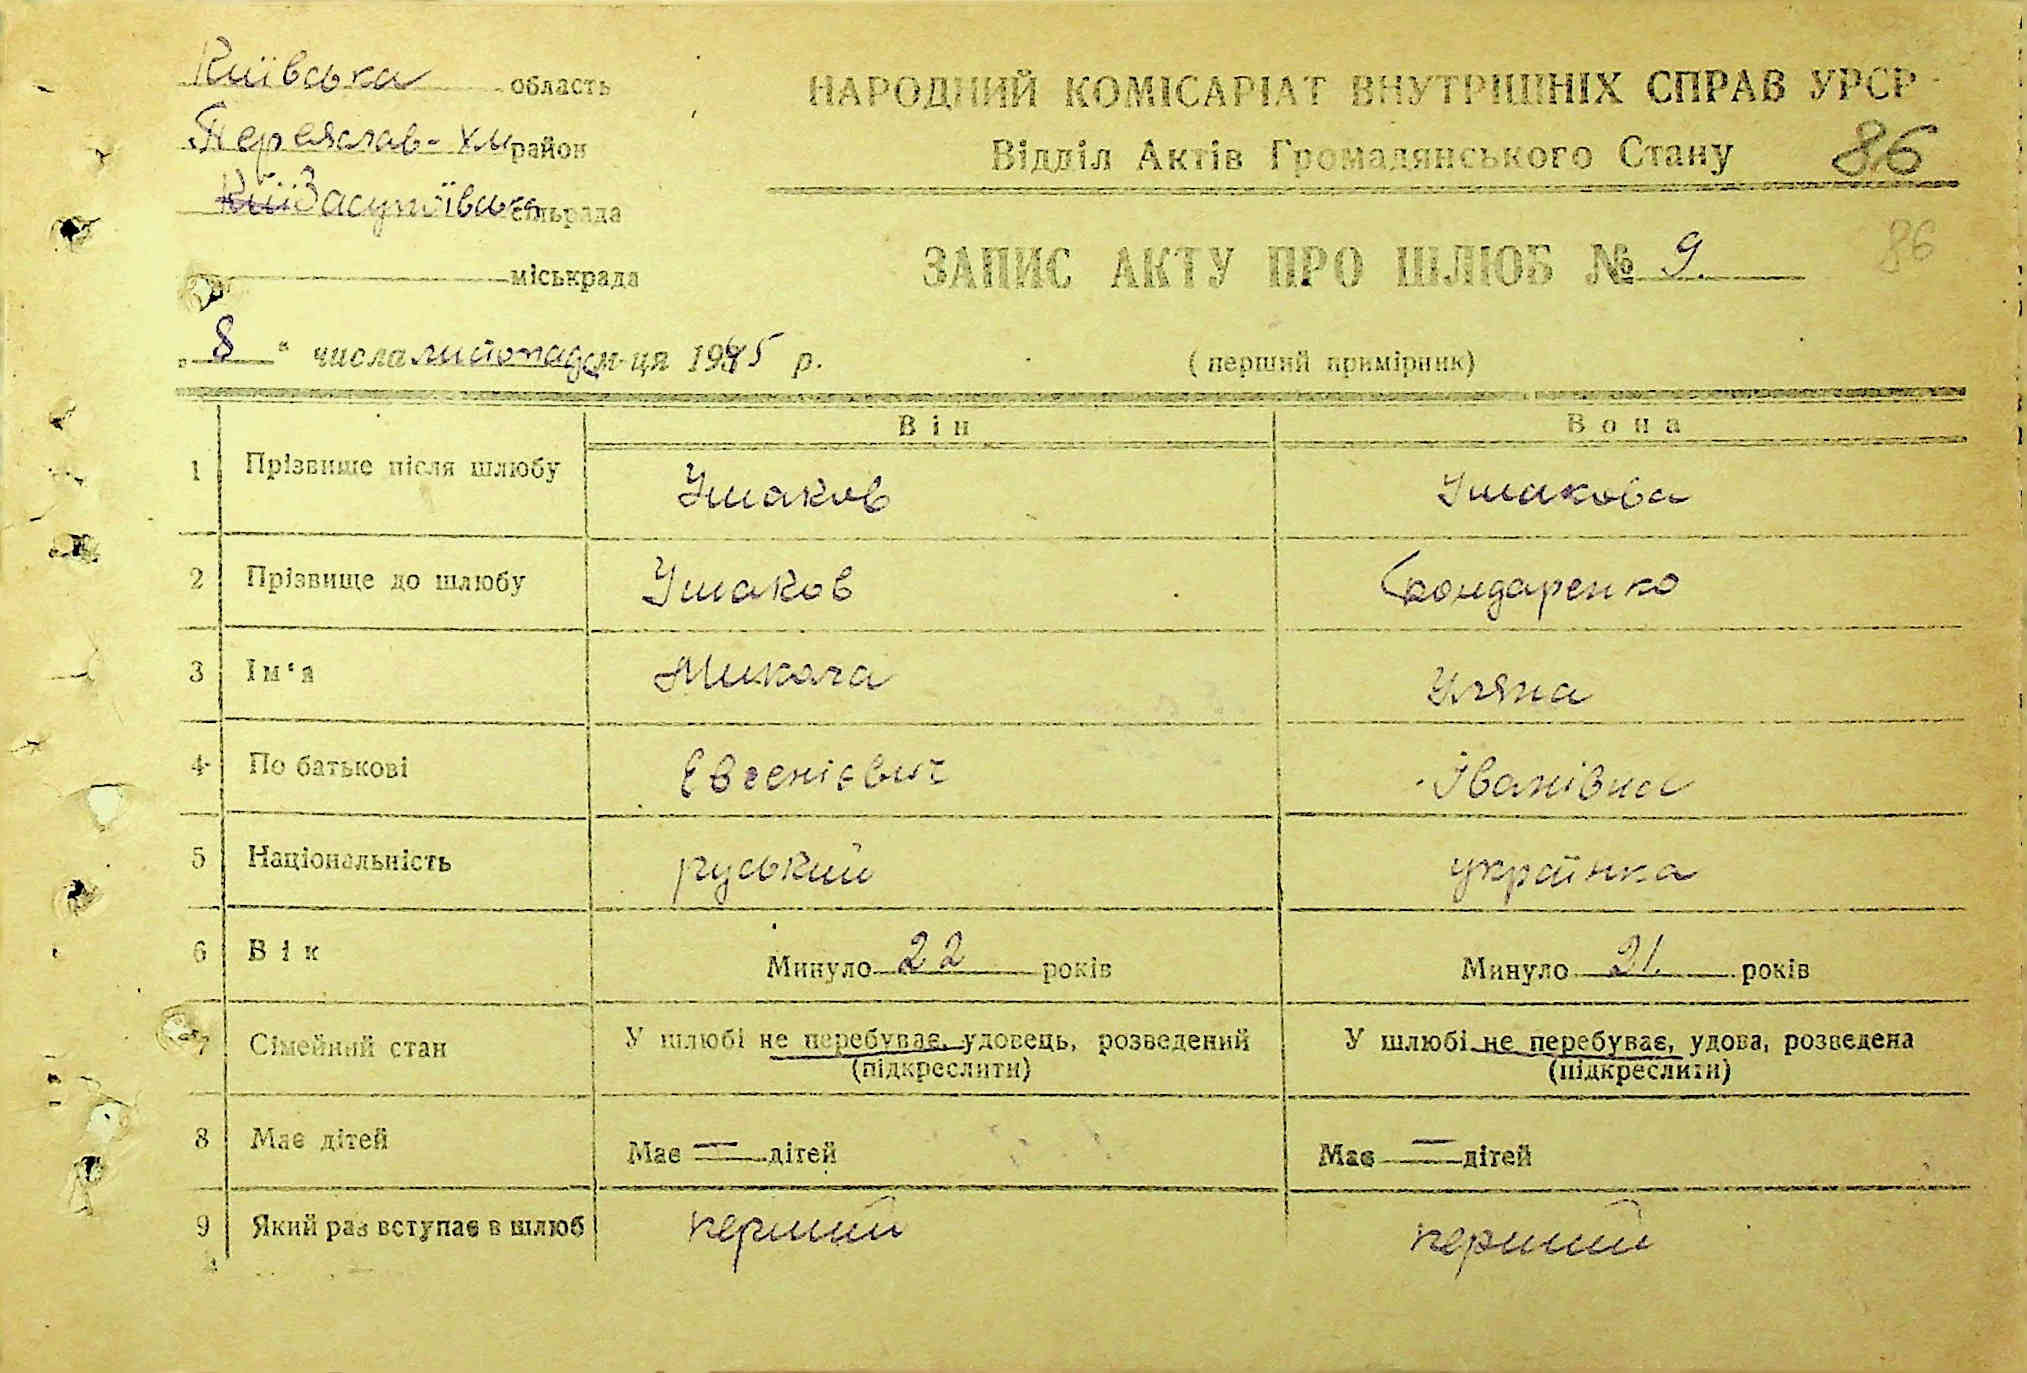 Київська область
Переяслав-Хм район
Київ Засупоївська сільрада
міськрада
НАРОДНИЙ КОМІСАРІАТ ВНУТРІШНІХ СПРАВ УРСР
Відділ Актів Громадянського Стану 86
ЗАПИС АКТУ ПРО ШЛЮБ № 9. 86
„ 8 “ числа листопада м-ця 1945 р. (перший примірник)
Він Вона
1 Прізвище після шлюбу Ушаков Ушакова
2 Прізвище до шлюбу Ушаков Бондаренко
3 Ім‘я Микола Уляна
4 По батькові Евгенієвич Іванівна
5 Національність руський українка
6 Вік Минуло 22 років Минуло 21. років
7 Сімейний стан У шлюбі не перебуває, удовець, розведений У шлюбі не перебуває, удова, розведена
(підкреслити) (підкреслити)
8 Має дітей Має — дітей Має — дітей
9 Який раз вступає в шлюб перший перший